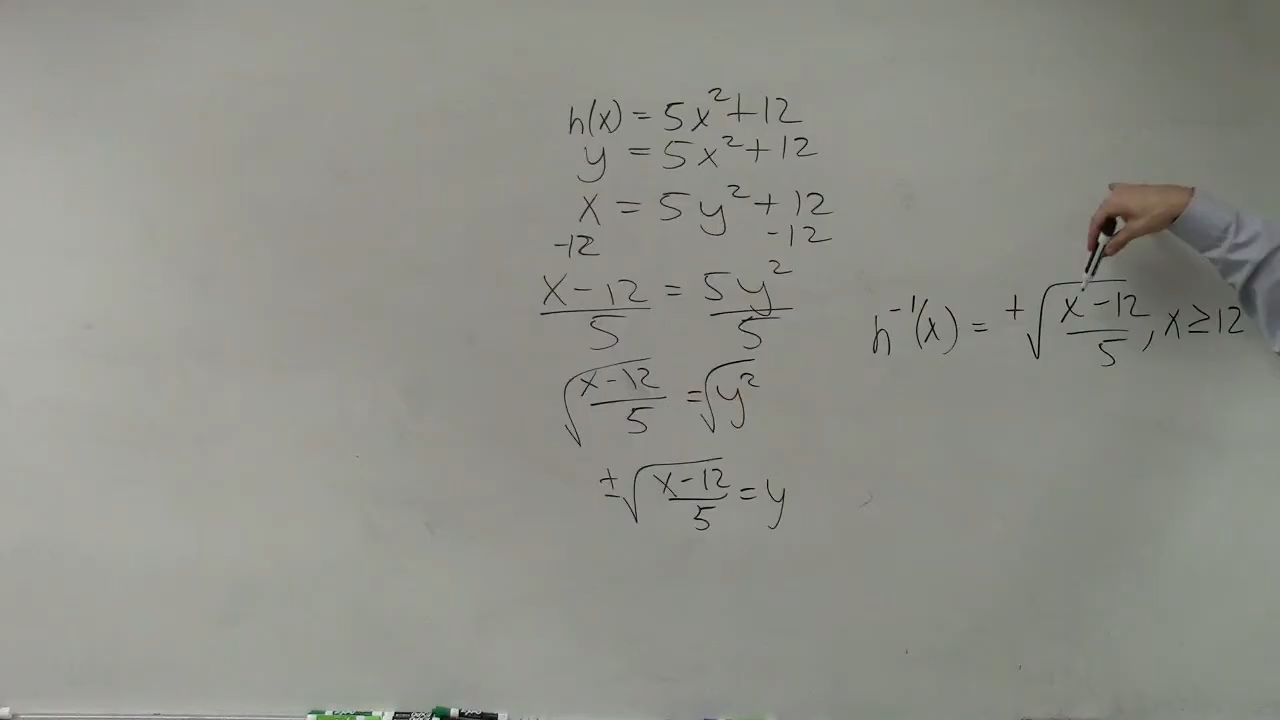 h(x) = 5x²+12
y = 5x²+12
x = 5y²+12
-12 -12
x-12/5 = 5y²/5
√(x-12/5) = √y²
±√(x-12/5) = y
h⁻¹(x) = ±√(x-12/5), x≥12